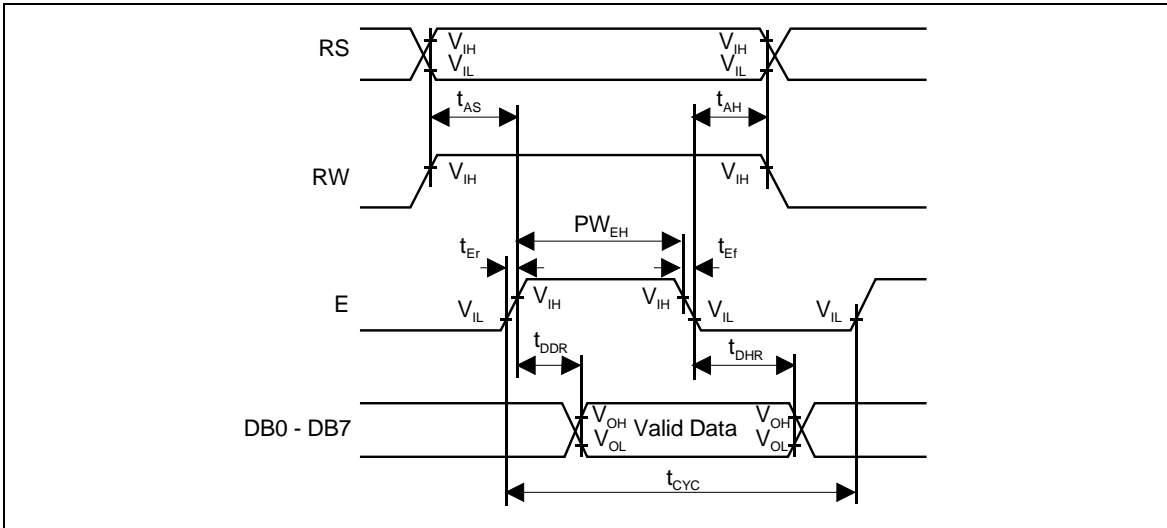 RS
V_IH
V_IL
V_IH
V_IL
t_AS
t_AH
RW
V_IH
V_IH
PW_EH
t_Er
t_Ef
E
V_IL
V_IH
V_IH
V_IL
V_IL
t_DDR
t_DHR
DB0 - DB7
V_OH
V_OL
Valid Data
V_OH
V_OL
t_CYC